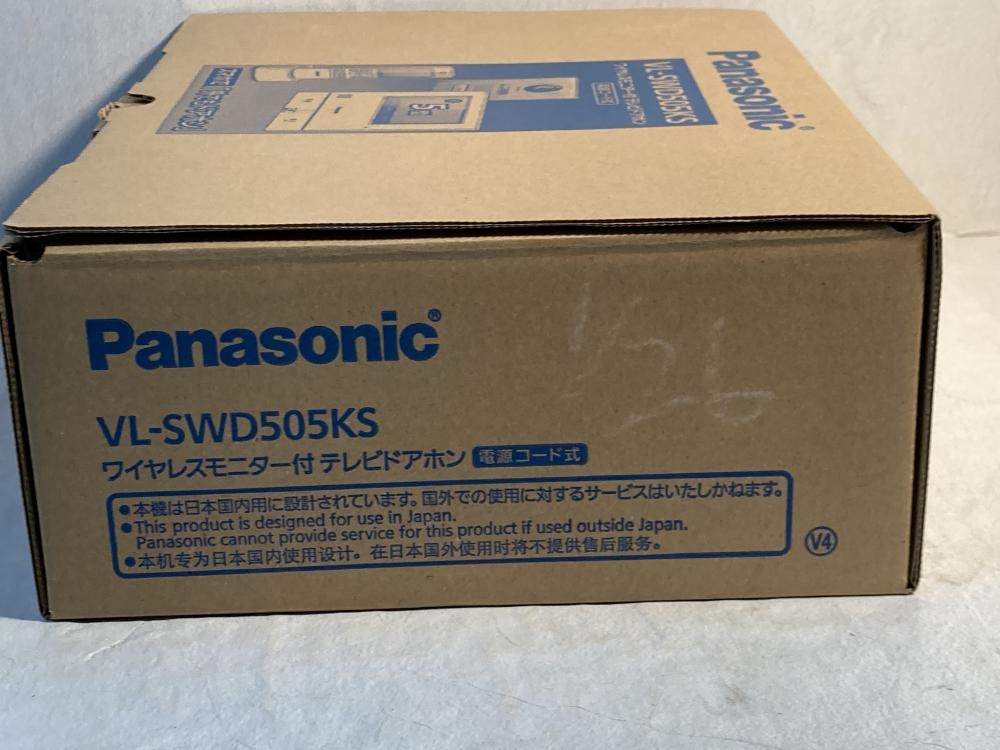 Panasonic
VL-SWD505KS
Panasonic®
VL-SWD505KS
ワイヤレスモニター付 テレビドアホン 電源コード式
●本機は日本国内用に設計されています。国外での使用に対するサービスはいたしかねます。
●This product is designed for use in Japan.
Panasonic cannot provide service for this product if used outside Japan.
●本机专为日本国内使用设计。在日本国外使用时将不提供售后服务。
V4